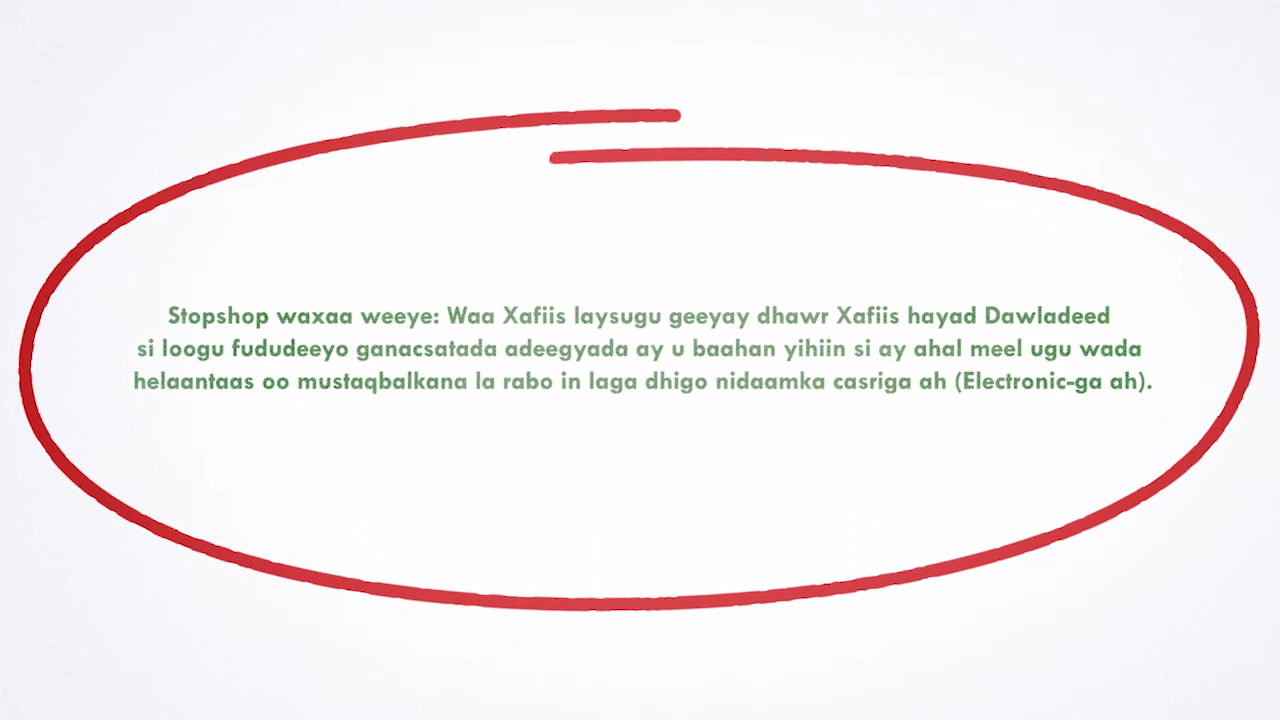 Stopshop waxaa weeye: Waa Xafiis laysugu geeyay dhawr Xafiis hayad Dawladeed
si loogu fududeeyo ganacsatada adeegyada ay u baahan yihiin si ay ahal meel ugu wada
helaantaas oo mustaqbalkana la rabo in laga dhigo nidaamka casriga ah (Electronic-ga ah).